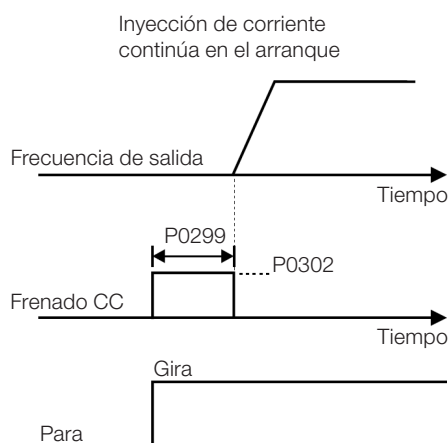 Inyección de corriente
continúa en el arranque
Frecuencia de salida
Tiempo
P0299
P0302
Frenado CC
Tiempo
Gira
Para